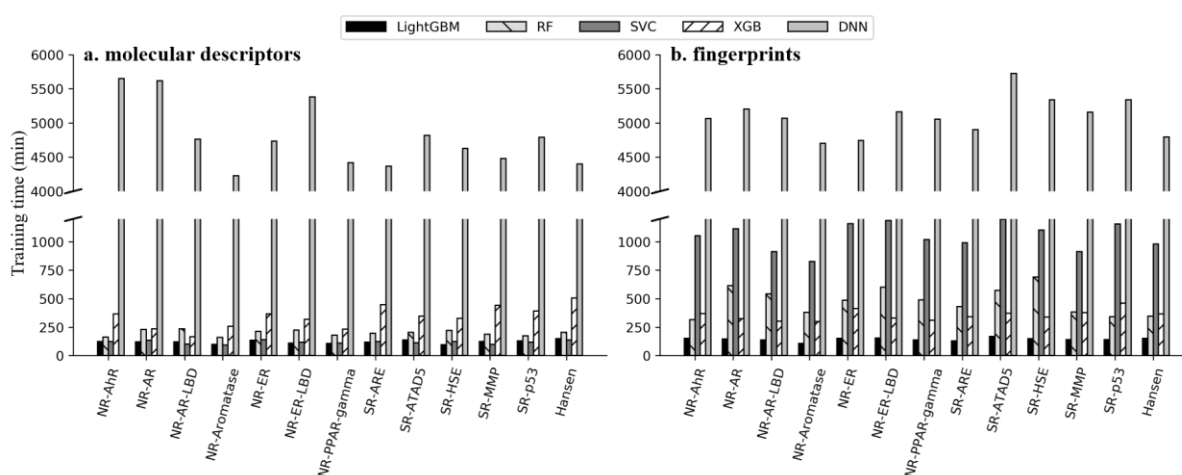 LightGBM RF SVC XGB DNN
a. molecular descriptors
b. fingerprints
Training time (min)
6000
5000
4500
4000
1000
750
500
250
0
NR-AhR
NR-AR
NR-AR-LBD
NR-Aromatase
NR-ER
NR-ER-LBD
NR-PPAR-gamma
SR-ARE
SR-ATAD5
SR-HSE
SR-MMP
SR-p53
Hansen
6000
5000
4500
4000
1000
750
500
250
0
NR-AhR
NR-AR
NR-AR-LBD
NR-Aromatase
NR-ER
NR-ER-LBD
NR-PPAR-gamma
SR-ARE
SR-ATAD5
SR-HSE
SR-MMP
SR-p53
Hansen